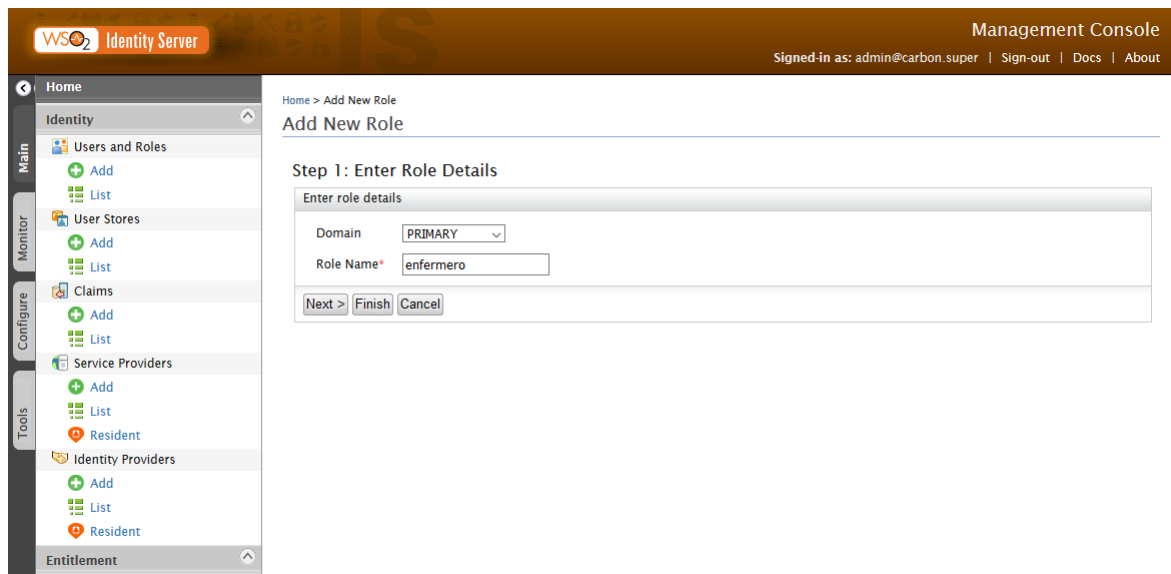 WSO2 Identity Server
Management Console
Signed-in as: admin@carbon.super | Sign-out | Docs | About
Main
Monitor
Configure
Tools
Home
Identity
Users and Roles
Add
List
User Stores
Add
List
Claims
Add
List
Service Providers
Add
List
Resident
Identity Providers
Add
List
Resident
Entitlement
Home > Add New Role
Add New Role
Step 1: Enter Role Details
Enter role details
Domain PRIMARY
Role Name* enfermero
Next > Finish Cancel